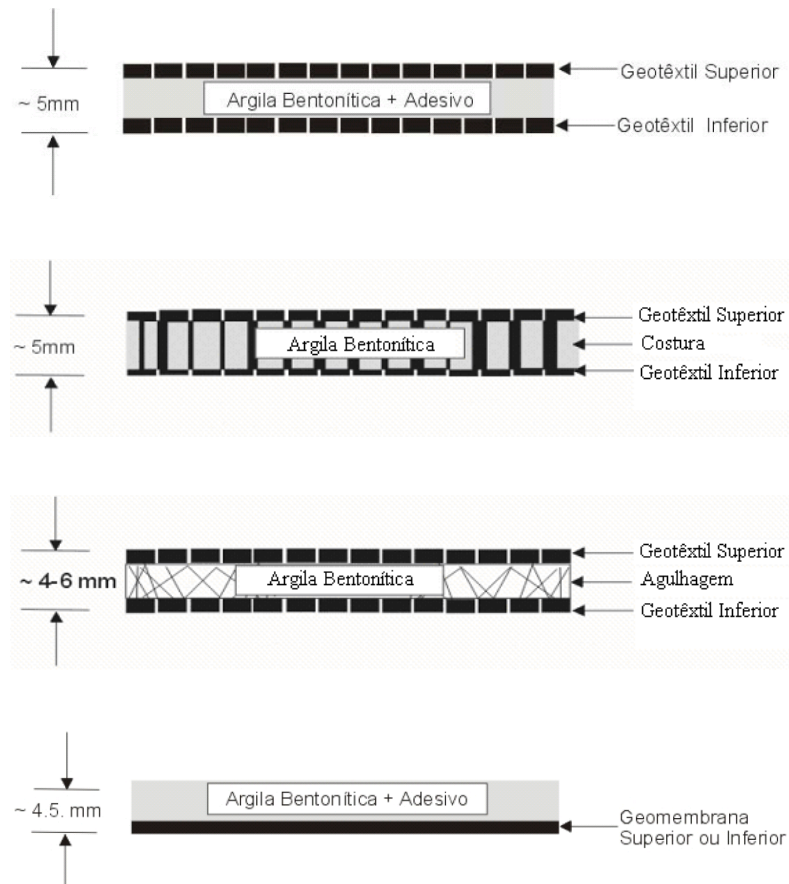 Geotêxtil Superior
Argila Bentonítica + Adesivo
~ 5mm
Geotêxtil Inferior
Geotêxtil Superior
Argila Bentonítica
Costura
~ 5mm
Geotêxtil Inferior
Geotêxtil Superior
Argila Bentonítica
Agulhagem
~ 4-6 mm
Geotêxtil Inferior
Argila Bentonítica + Adesivo
~ 4.5. mm
Geomembrana
Superior ou Inferior